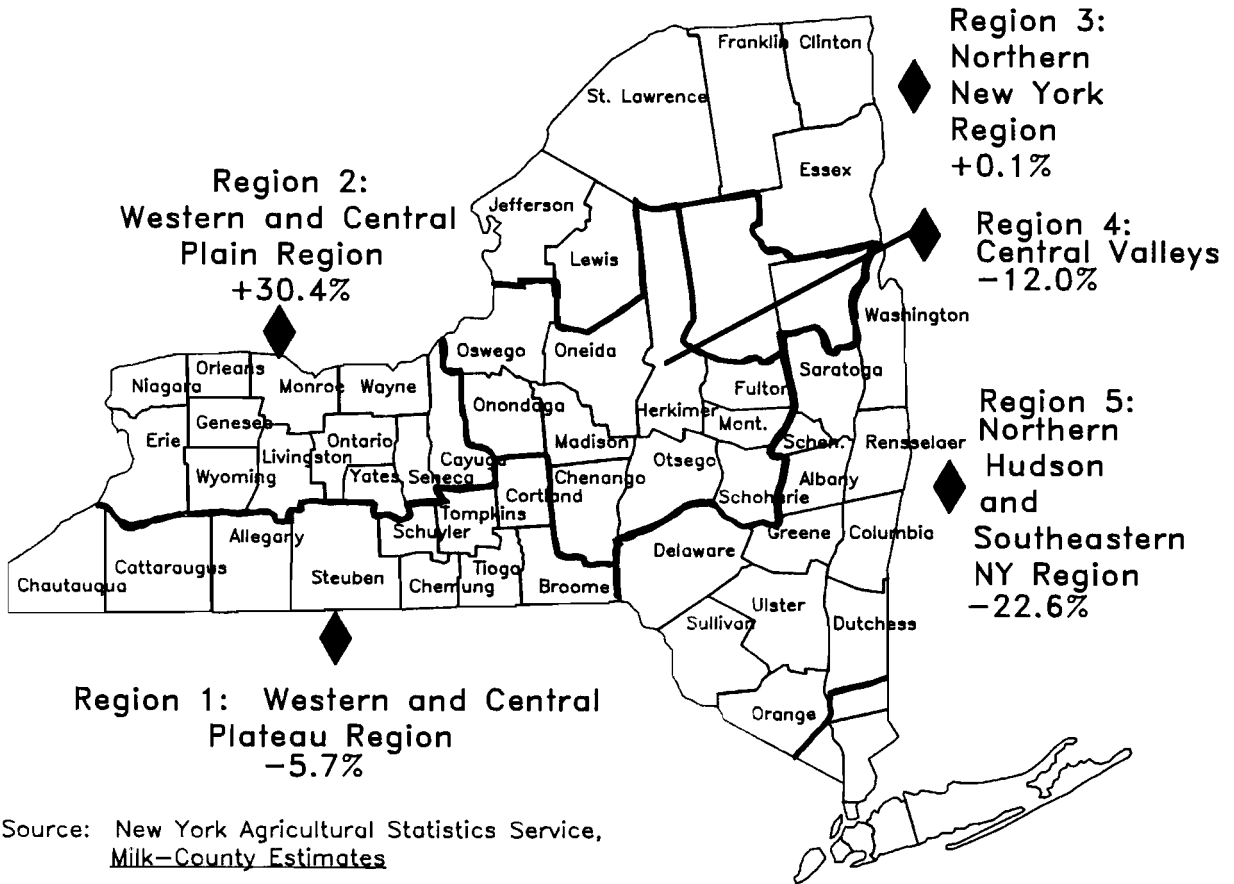 Region 3:
Northern
New York
Region
+0.1%
Region 4:
Central Valleys
−12.0%
Region 5:
Northern
Hudson
and
Southeastern
NY Region
−22.6%
Region 2:
Western and Central
Plain Region
+30.4%
Franklin
Clinton
St. Lawrence
Essex
Jefferson
Lewis
Washington
Oswego
Oneida
Saratoga
Orleans
Niagara
Monroe
Wayne
Fulton
Onondaga
Herkimer
Mont.
Genesee
Erie
Ontario
Madison
Schen.
Rensselaer
Livingston
Cayuga
Otsego
Wyoming
Yates
Seneca
Chenango
Albany
Cortland
Schoharie
Tompkins
Allegany
Schuyler
Greene
Columbia
Delaware
Cattaraugus
Tioga
Steuben
Chautauqua
Chemung
Broome
Ulster
Sullivan
Dutchess
Orange
Region 1: Western and Central
Plateau Region
−5.7%
Source: New York Agricultural Statistics Service,
Milk−County Estimates